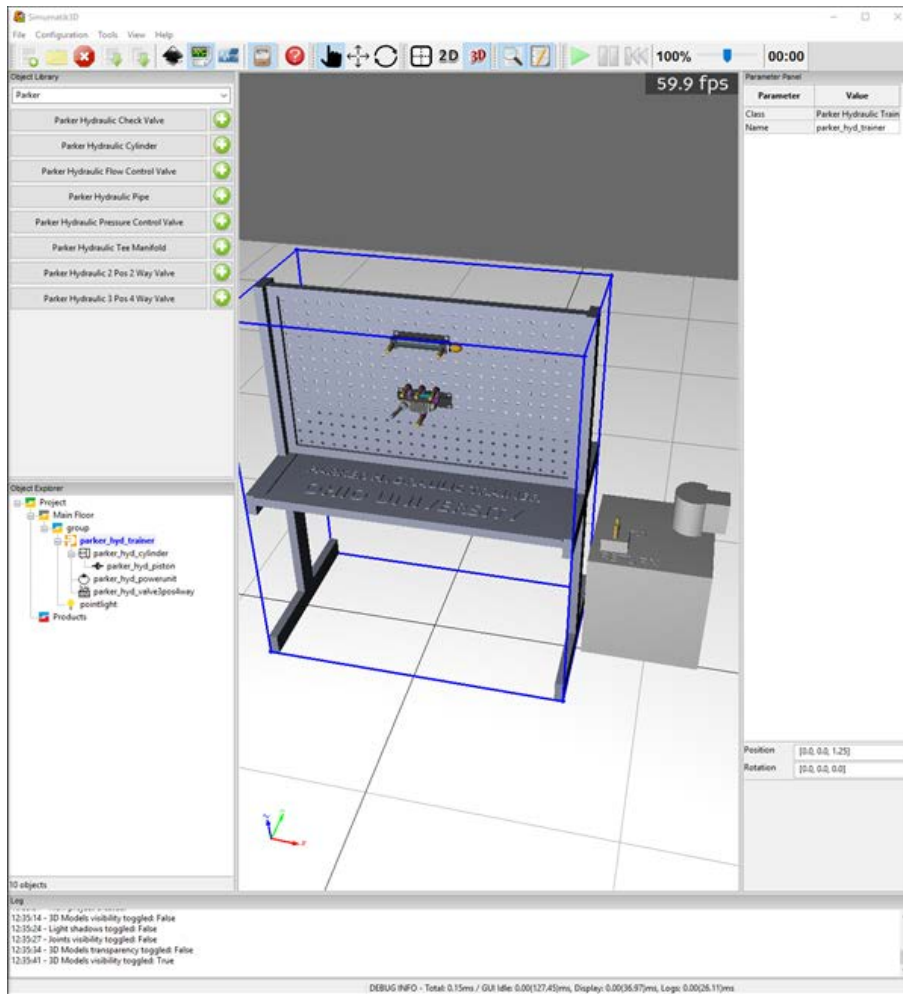 Simumatik3D
File Configuration Tools View Help
2D 3D 100% 00:00
Object Library
Parker
Parker Hydraulic Check Valve
Parker Hydraulic Cylinder
Parker Hydraulic Flow Control Valve
Parker Hydraulic Pipe
Parker Hydraulic Pressure Control Valve
Parker Hydraulic Tee Manifold
Parker Hydraulic 2 Pos 2 Way Valve
Parker Hydraulic 3 Pos 4 Way Valve
Object Explorer
Project
Main Floor
group
parker_hyd_trainer
parker_hyd_cylinder
parker_hyd_piston
parker_hyd_powerunit
parker_hyd_valve3pos4way
pointlight
Products
10 objects
59.9 fps
PARKER HYDRAULIC TRAINER
OHIO UNIVERSITY
RETURN
z y x
Parameter Panel
Parameter Value
Class Parker Hydraulic Train
Name parker_hyd_trainer
Position [0.0, 0.0, 1.25]
Rotation [0.0, 0.0, 0.0]
Log
12:35:14 - 3D Models visibility toggled: False
12:35:24 - Light shadows toggled: False
12:35:27 - Joints visibility toggled: False
12:35:34 - 3D Models transparency toggled: False
12:35:41 - 3D Models visibility toggled: True
DEBUG INFO - Total: 0.15ms / GUI Idle: 0.00(127.45)ms, Display: 0.00(36.97)ms, Logs: 0.00(26.11)ms